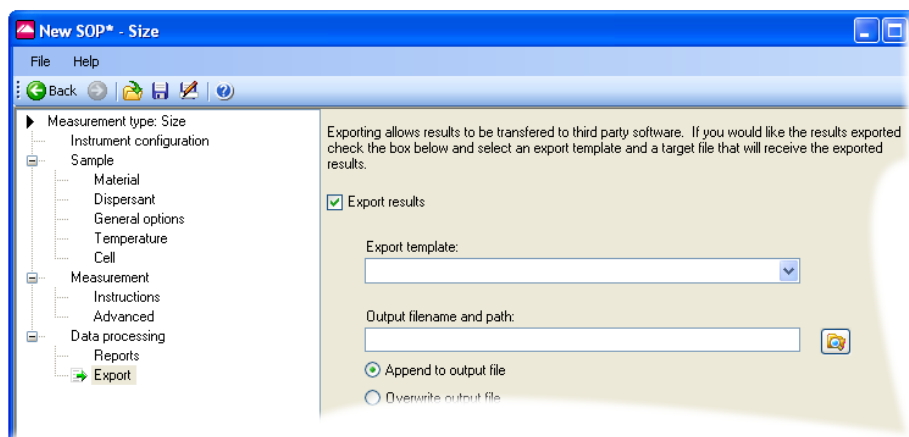 New SOP* - Size
File Help
Back
Measurement type: Size
Instrument configuration
Sample
Material
Dispersant
General options
Temperature
Cell
Measurement
Instructions
Advanced
Data processing
Reports
Export
Exporting allows results to be transfered to third party software. If you would like the results exported
check the box below and select an export template and a target file that will receive the exported
results.
Export results
Export template:
Output filename and path:
Append to output file
Overwrite output file